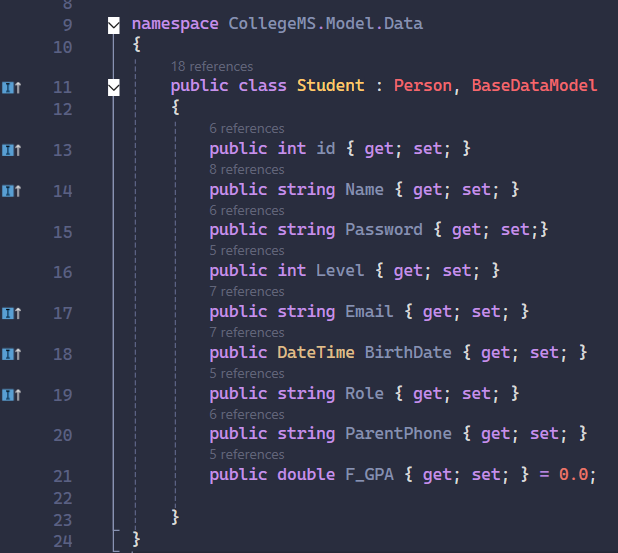 8
9 namespace CollegeMS.Model.Data
10 {
18 references
11 public class Student : Person, BaseDataModel
12 {
6 references
13 public int id { get; set; }
8 references
14 public string Name { get; set; }
6 references
15 public string Password { get; set;}
5 references
16 public int Level { get; set; }
7 references
17 public string Email { get; set; }
7 references
18 public DateTime BirthDate { get; set; }
5 references
19 public string Role { get; set; }
6 references
20 public string ParentPhone { get; set; }
5 references
21 public double F_GPA { get; set; } = 0.0;
22
23 }
24 }